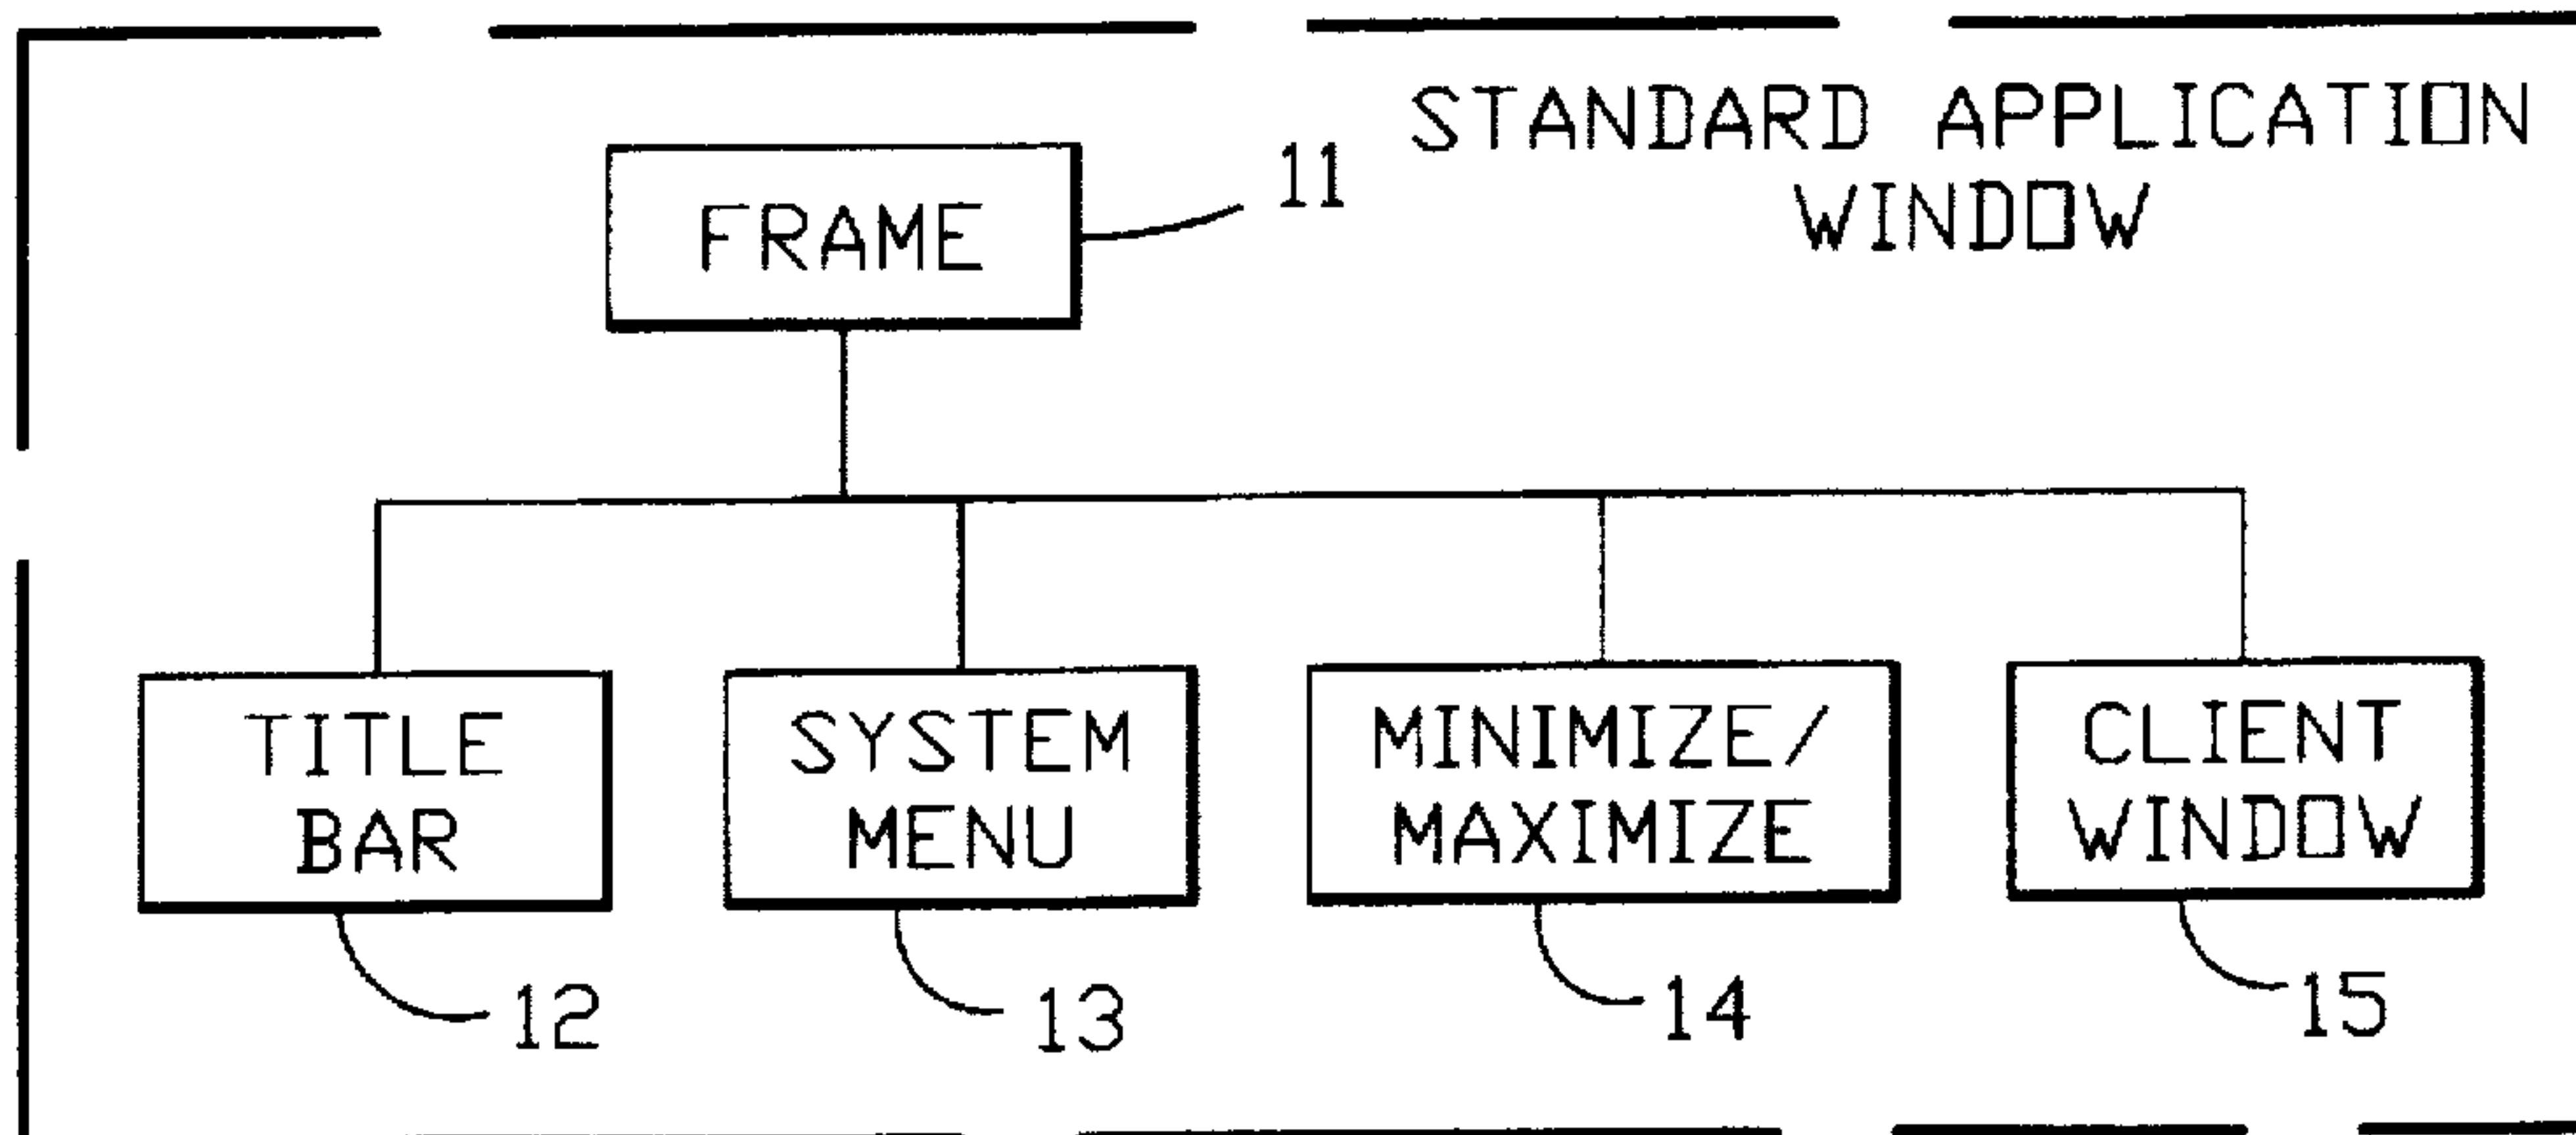 STANDARD APPLICATION
WINDOW
FRAME
11
TITLE
BAR
12
SYSTEM
MENU
13
MINIMIZE/
MAXIMIZE
14
CLIENT
WINDOW
15